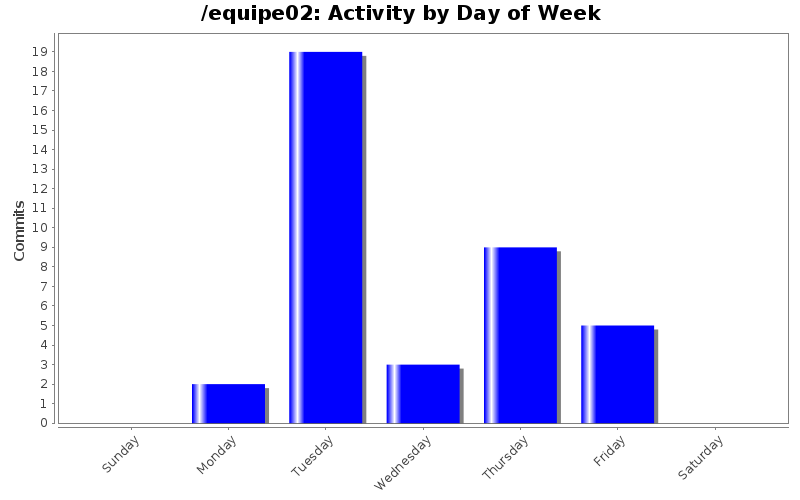 /equipe02: Activity by Day of Week
19
18
17
16
15
14
13
12
11
10
9
8
7
6
5
4
3
2
1
0
Commits
Sunday
Monday
Tuesday
Wednesday
Thursday
Friday
Saturday